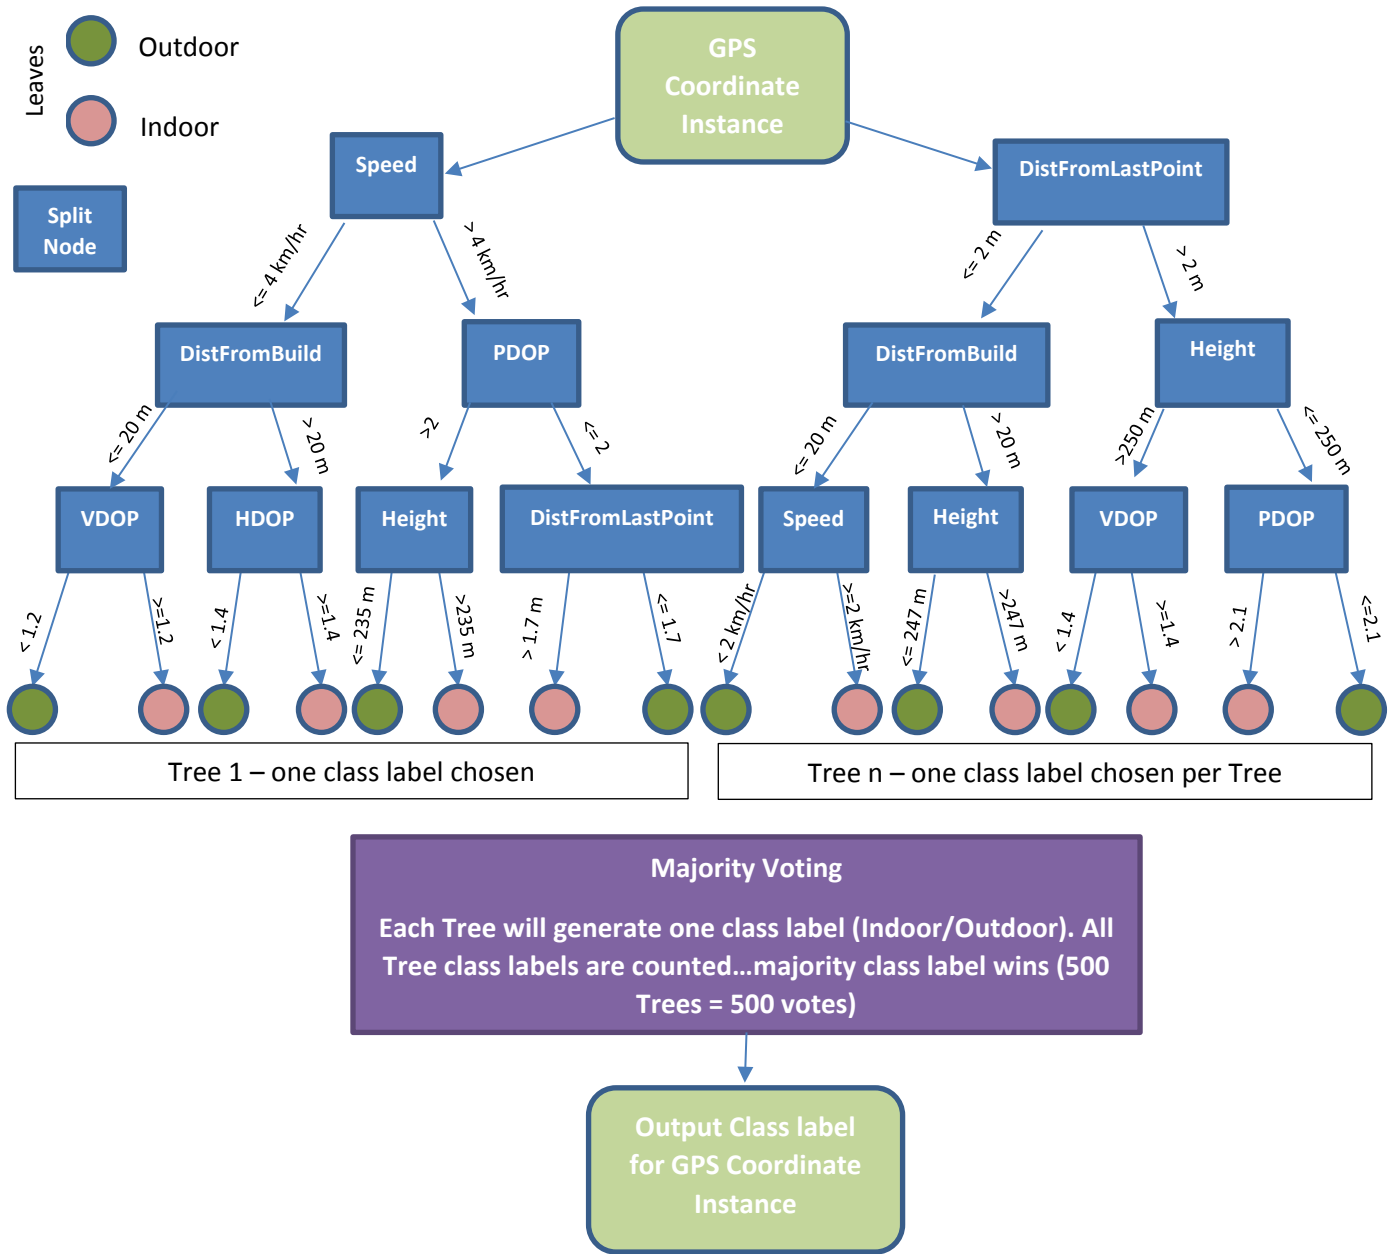 Leaves
Outdoor
Indoor
Split
Node
GPS
Coordinate
Instance
Speed
DistFromLastPoint
<= 4 km/hr
> 4 km/hr
<= 2 m
> 2 m
DistFromBuild
PDOP
DistFromBuild
Height
<= 20 m
> 20 m
>2
<= 2
<= 20 m
> 20 m
>250 m
<= 250 m
VDOP
HDOP
Height
DistFromLastPoint
Speed
Height
VDOP
PDOP
< 1.2
>=1.2
< 1.4
>=1.4
<= 235 m
>235 m
> 1.7 m
<= 1.7
< 2 km/hr
>=2 km/hr
<= 247 m
>247 m
< 1.4
>=1.4
> 2.1
<=2.1
Tree 1 – one class label chosen
Tree n – one class label chosen per Tree
Majority Voting
Each Tree will generate one class label (Indoor/Outdoor). All
Tree class labels are counted…majority class label wins (500
Trees = 500 votes)
Output Class label
for GPS Coordinate
Instance